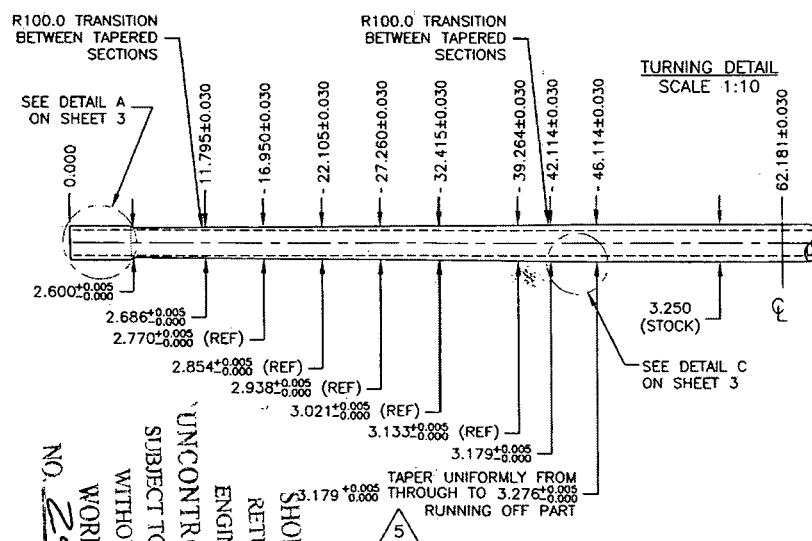 R100.0 TRANSITION
BETWEEN TAPERED
SECTIONS
R100.0 TRANSITION
BETWEEN TAPERED
SECTIONS
TURNING DETAIL
SCALE 1:10
SEE DETAIL A
ON SHEET 3
0.000
11.795±0.030
16.950±0.030
22.105±0.030
27.260±0.030
32.415±0.030
39.264±0.030
42.114±0.030
46.114±0.030
62.181±0.030
2.600 +0.005 -0.000
2.686 +0.005 -0.000
2.770 +0.005 -0.000 (REF)
2.854 +0.005 -0.000 (REF)
2.938 +0.005 -0.000 (REF)
3.021 +0.005 -0.000 (REF)
3.133 +0.005 -0.000 (REF)
3.179 +0.005 -0.000
3.250
(STOCK)
SEE DETAIL C
ON SHEET 3
TAPER UNIFORMLY FROM
3.179 +0.005 0.000 THROUGH TO 3.276 +0.005 -0.000
RUNNING OFF PART
5
SHO
RET
ENGI
UNCONTR
SUBJECT TO
WITHO
WOR
NO.